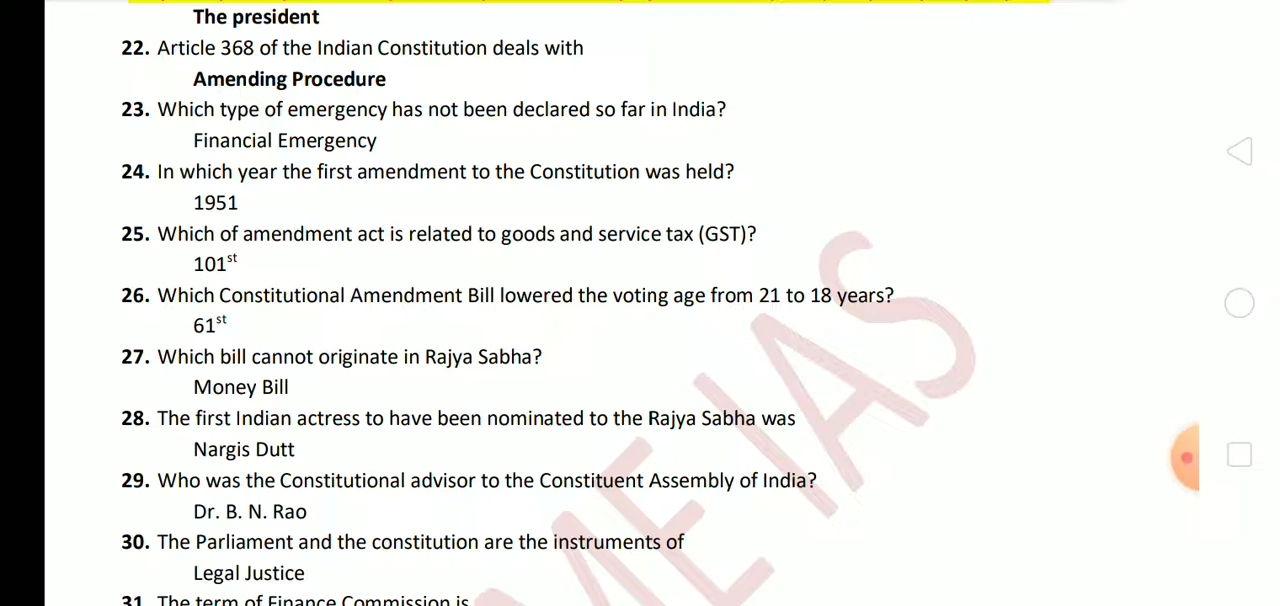 The president
22. Article 368 of the Indian Constitution deals with
Amending Procedure
23. Which type of emergency has not been declared so far in India?
Financial Emergency
24. In which year the first amendment to the Constitution was held?
1951
25. Which of amendment act is related to goods and service tax (GST)?
101st
26. Which Constitutional Amendment Bill lowered the voting age from 21 to 18 years?
61st
27. Which bill cannot originate in Rajya Sabha?
Money Bill
28. The first Indian actress to have been nominated to the Rajya Sabha was
Nargis Dutt
29. Who was the Constitutional advisor to the Constituent Assembly of India?
Dr. B. N. Rao
30. The Parliament and the constitution are the instruments of
Legal Justice
31. The term of Finance Commission is
ME IAS